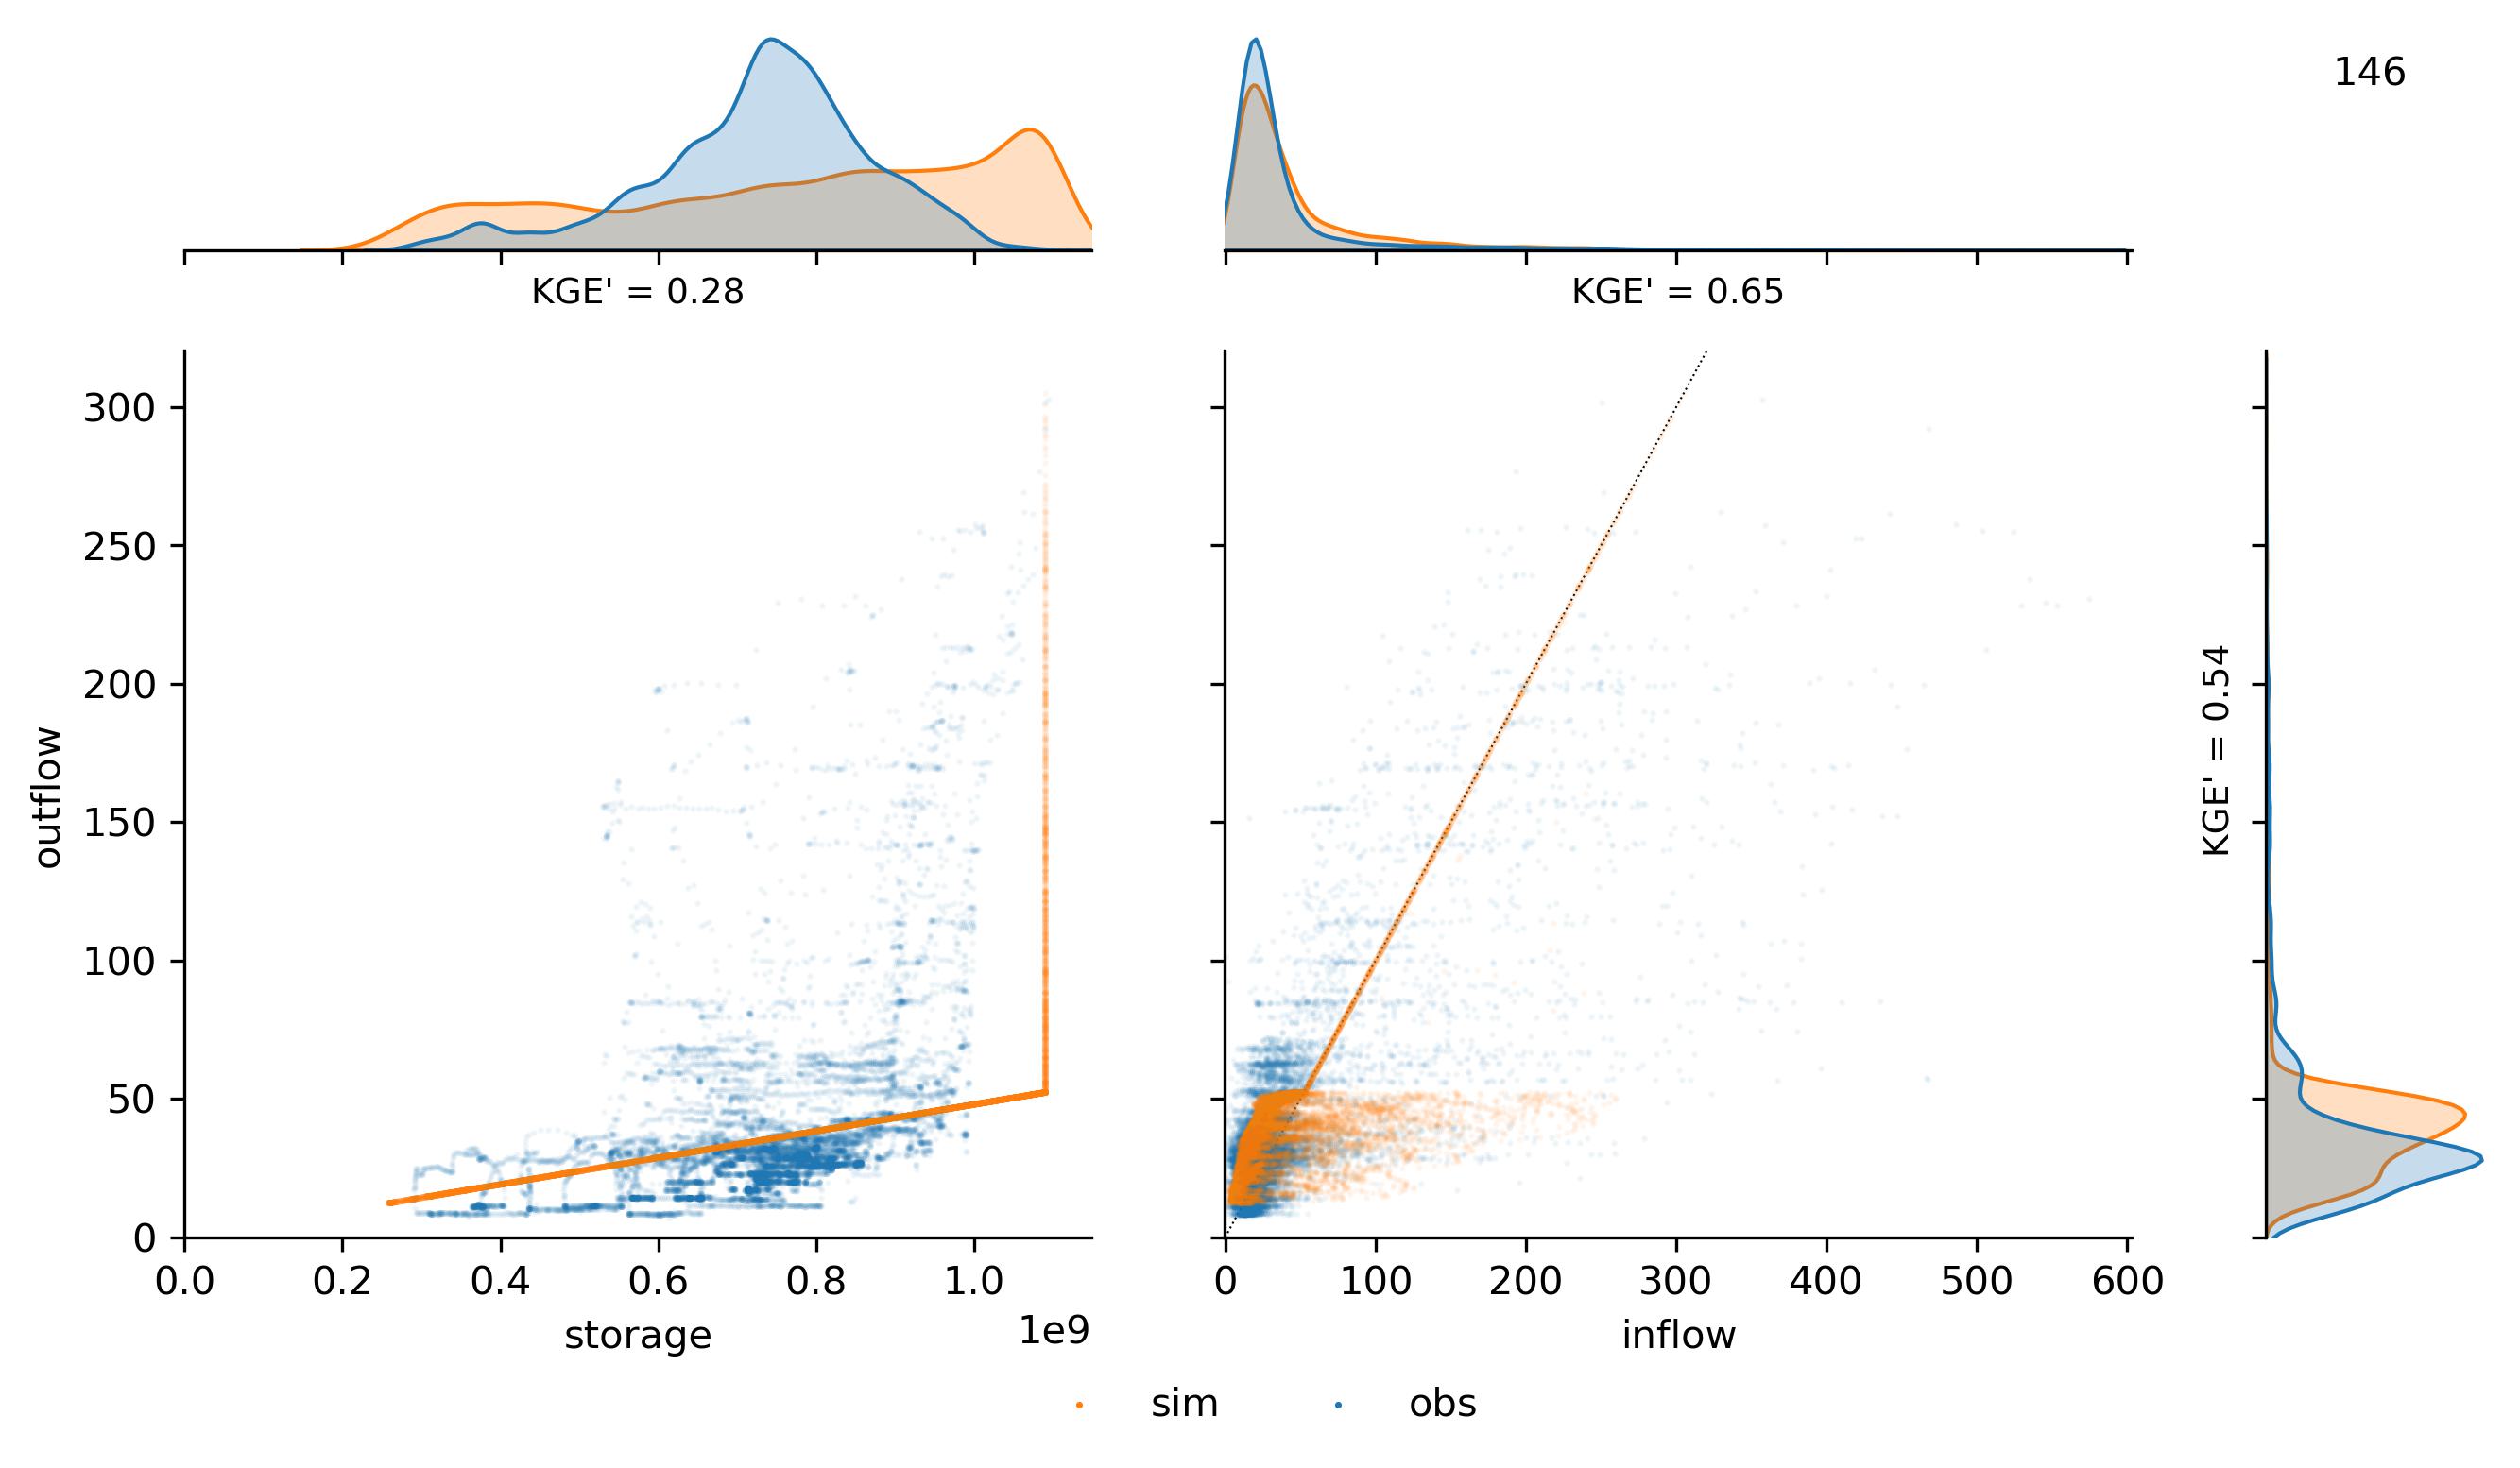 146
KGE' = 0.28
KGE' = 0.65
300
250
200
150
100
50
0
outflow
KGE' = 0.54
0.0 0.2 0.4 0.6 0.8 1.0
0 100 200 300 400 500 600
1e9
storage
inflow
sim obs